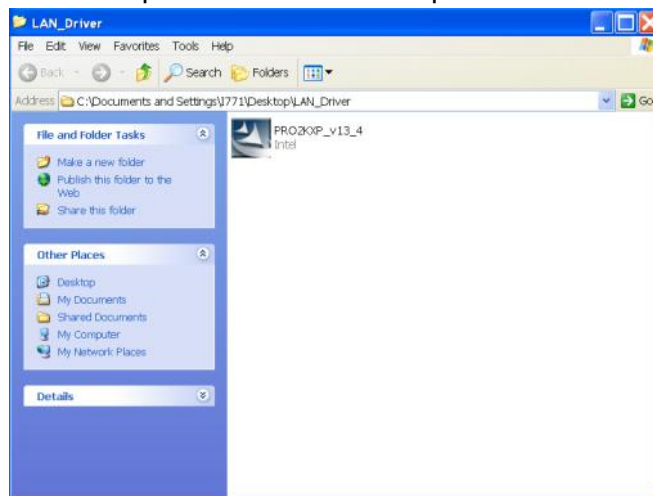 LAN_Driver
File Edit View Favorites Tools Help
Back Search Folders
Address C:\Documents and Settings\J771\Desktop\LAN_Driver Go
File and Folder Tasks
Make a new folder
Publish this folder to the
Web
Share this folder
Other Places
Desktop
My Documents
Shared Documents
My Computer
My Network Places
Details
PRO2KXP_v13_4
Intel